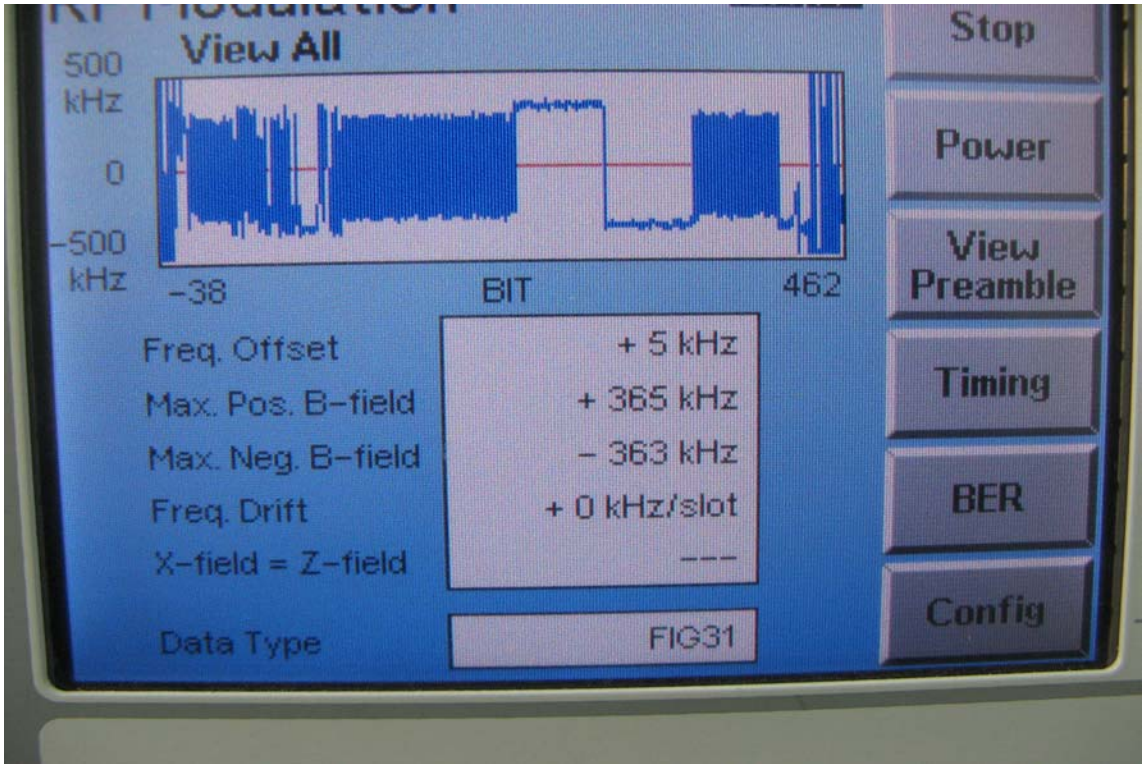 RF Modulation
View All
500
kHz
0
-500
kHz
-38
BIT
462
Freq. Offset
+ 5 kHz
Max. Pos. B-field
+ 365 kHz
Max. Neg. B-field
- 363 kHz
Freq. Drift
+ 0 kHz/slot
X-field = Z-field
---
Data Type
FIG31
Stop
Power
View
Preamble
Timing
BER
Config